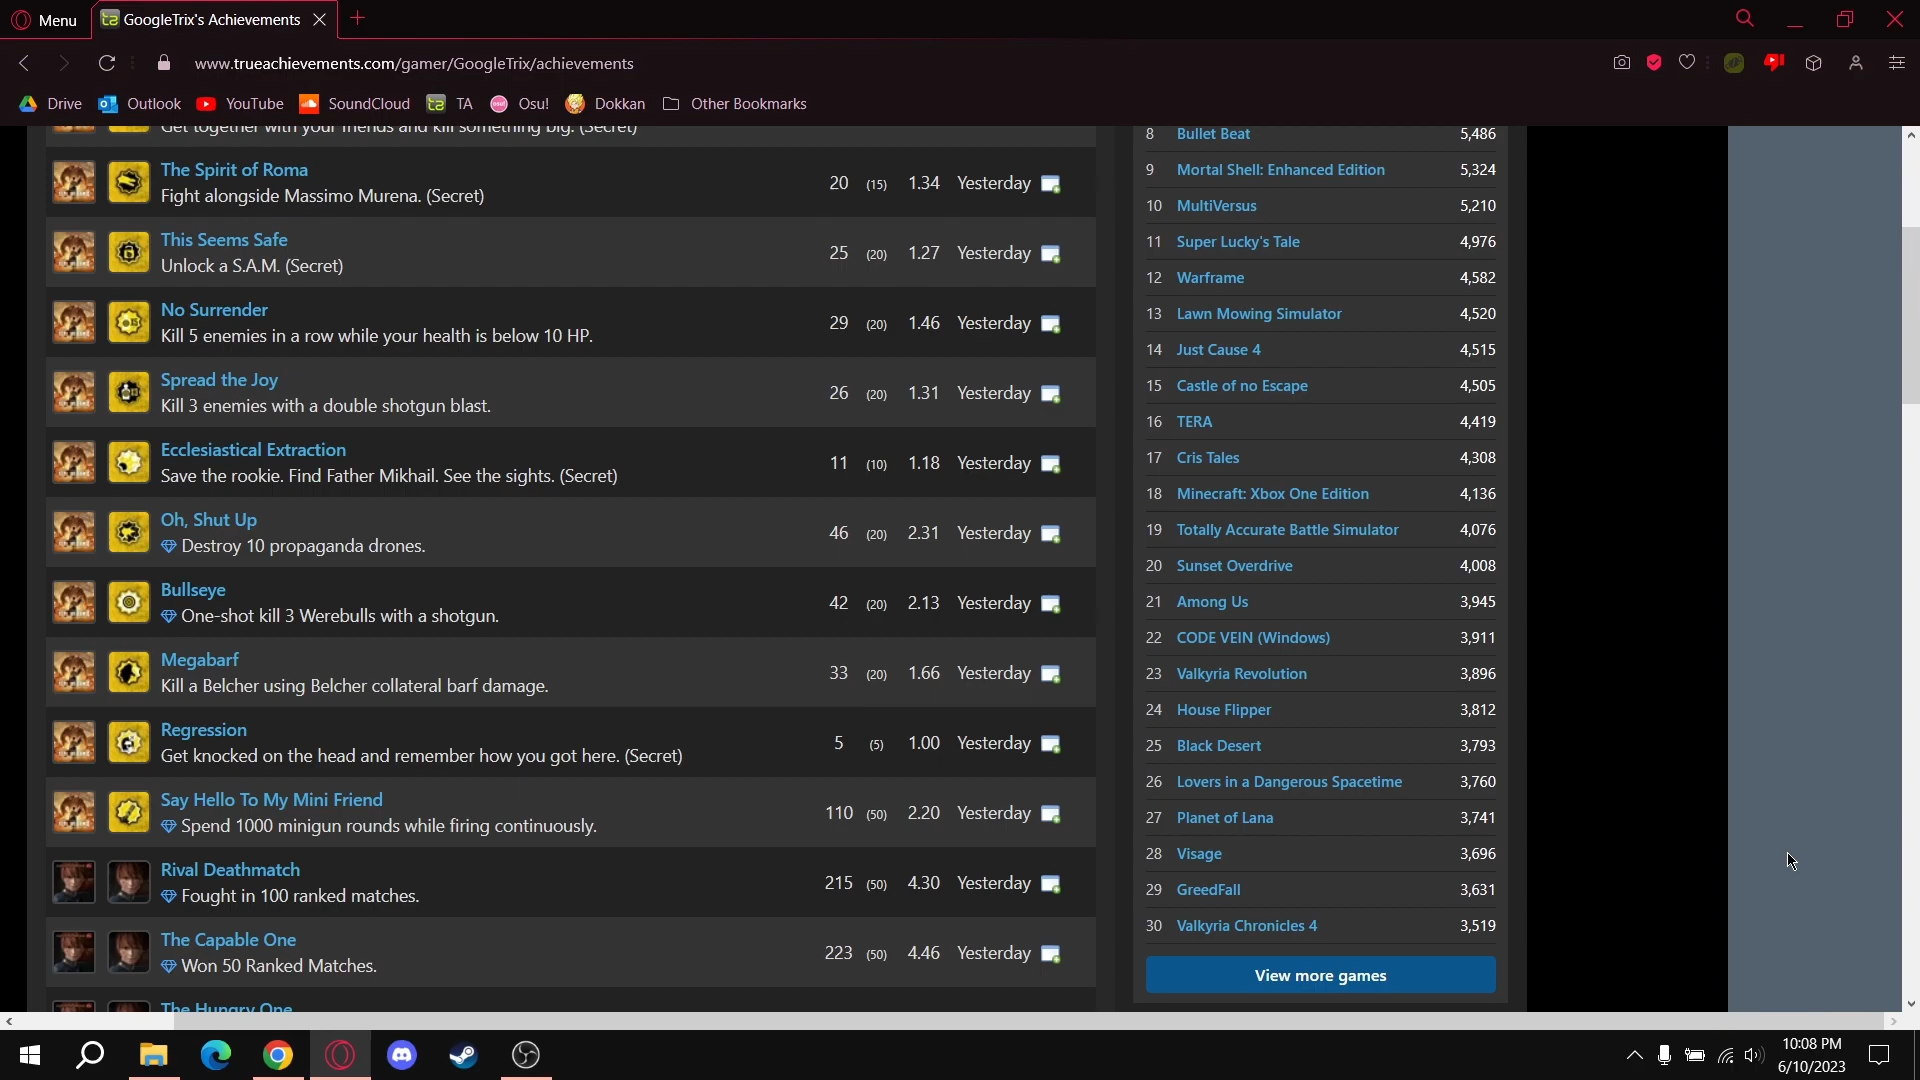 Menu
GoogleTrix's Achievements
www.trueachievements.com/gamer/GoogleTrix/achievements
Drive
Outlook
YouTube
SoundCloud
TA
Osu!
Dokkan
Other Bookmarks
Get together with your friends and kill something big. (Secret)
The Spirit of Roma
Fight alongside Massimo Murena. (Secret)
20 (15) 1.34 Yesterday
This Seems Safe
Unlock a S.A.M. (Secret)
25 (20) 1.27 Yesterday
No Surrender
Kill 5 enemies in a row while your health is below 10 HP.
29 (20) 1.46 Yesterday
Spread the Joy
Kill 3 enemies with a double shotgun blast.
26 (20) 1.31 Yesterday
Ecclesiastical Extraction
Save the rookie. Find Father Mikhail. See the sights. (Secret)
11 (10) 1.18 Yesterday
Oh, Shut Up
Destroy 10 propaganda drones.
46 (20) 2.31 Yesterday
Bullseye
One-shot kill 3 Werebulls with a shotgun.
42 (20) 2.13 Yesterday
Megabarf
Kill a Belcher using Belcher collateral barf damage.
33 (20) 1.66 Yesterday
Regression
Get knocked on the head and remember how you got here. (Secret)
5 (5) 1.00 Yesterday
Say Hello To My Mini Friend
Spend 1000 minigun rounds while firing continuously.
110 (50) 2.20 Yesterday
Rival Deathmatch
Fought in 100 ranked matches.
215 (50) 4.30 Yesterday
The Capable One
Won 50 Ranked Matches.
223 (50) 4.46 Yesterday
The Hungry One
8 Bullet Beat 5,486
9 Mortal Shell: Enhanced Edition 5,324
10 MultiVersus 5,210
11 Super Lucky's Tale 4,976
12 Warframe 4,582
13 Lawn Mowing Simulator 4,520
14 Just Cause 4 4,515
15 Castle of no Escape 4,505
16 TERA 4,419
17 Cris Tales 4,308
18 Minecraft: Xbox One Edition 4,136
19 Totally Accurate Battle Simulator 4,076
20 Sunset Overdrive 4,008
21 Among Us 3,945
22 CODE VEIN (Windows) 3,911
23 Valkyria Revolution 3,896
24 House Flipper 3,812
25 Black Desert 3,793
26 Lovers in a Dangerous Spacetime 3,760
27 Planet of Lana 3,741
28 Visage 3,696
29 GreedFall 3,631
30 Valkyria Chronicles 4 3,519
View more games
10:08 PM
6/10/2023